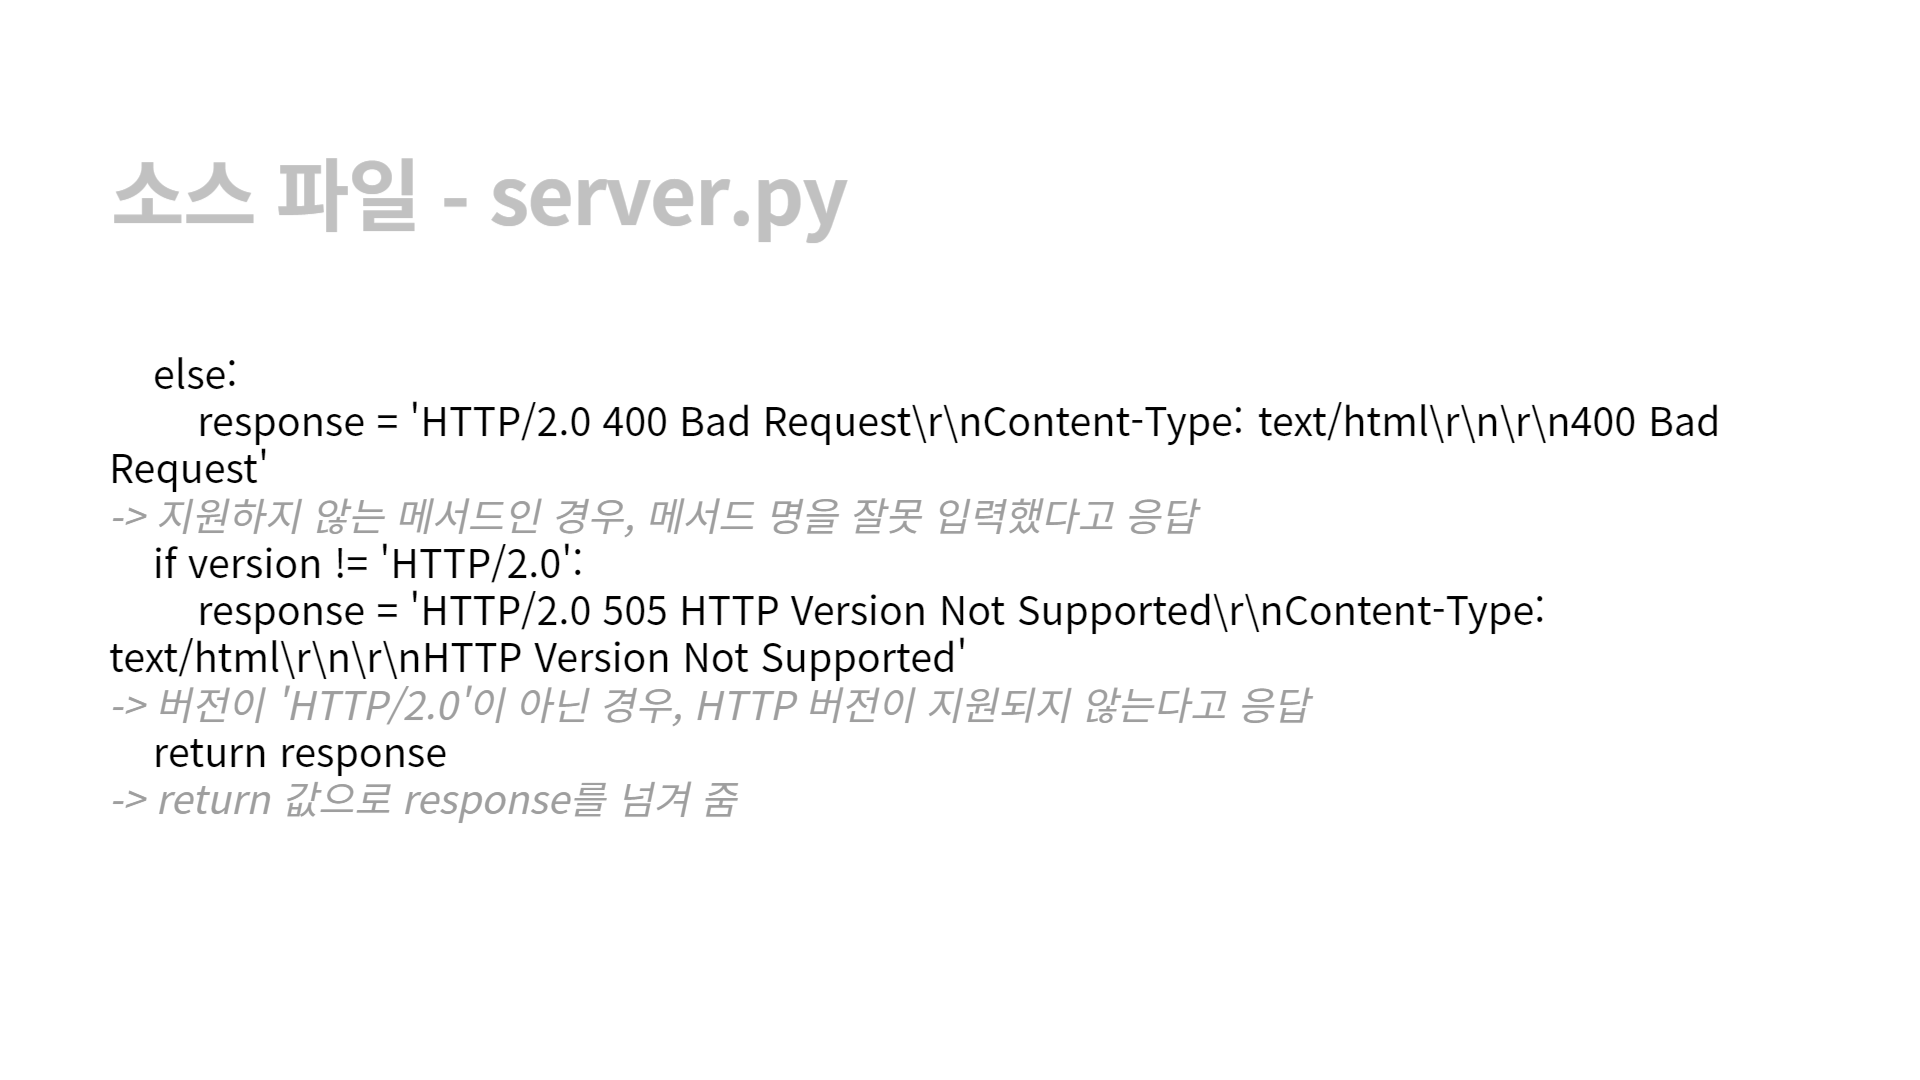 소스 파일 - server.py
else:
response = 'HTTP/2.0 400 Bad Request\r\nContent-Type: text/html\r\n\r\n400 Bad
Request'
-> 지원하지 않는 메서드인 경우, 메서드 명을 잘못 입력했다고 응답
if version != 'HTTP/2.0':
response = 'HTTP/2.0 505 HTTP Version Not Supported\r\nContent-Type:
text/html\r\n\r\nHTTP Version Not Supported'
-> 버전이 'HTTP/2.0'이 아닌 경우, HTTP 버전이 지원되지 않는다고 응답
return response
-> return 값으로 response를 넘겨 줌